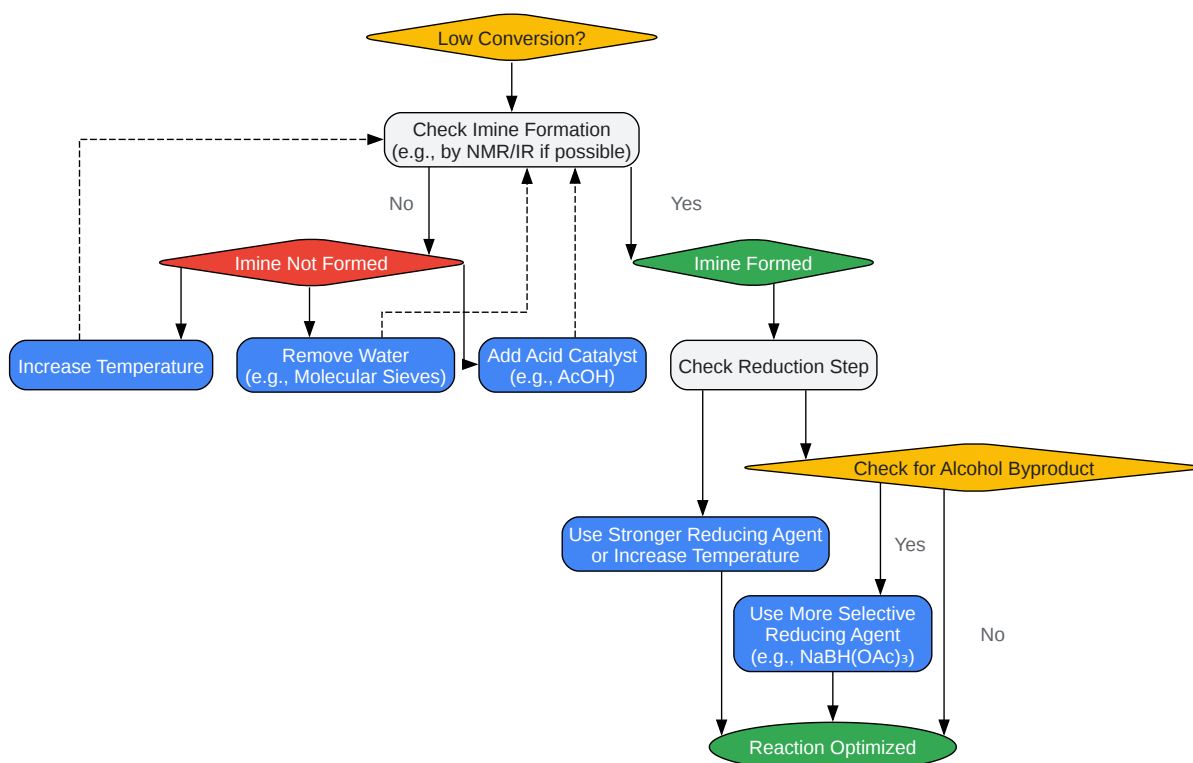 Low Conversion?
Check Imine Formation
(e.g., by NMR/IR if possible)
No
Yes
Imine Not Formed
Imine Formed
Increase Temperature
Remove Water
(e.g., Molecular Sieves)
Add Acid Catalyst
(e.g., AcOH)
Check Reduction Step
Check for Alcohol Byproduct
Use Stronger Reducing Agent
or Increase Temperature
Yes
Use More Selective
Reducing Agent
(e.g., NaBH(OAc)₃)
No
Reaction Optimized